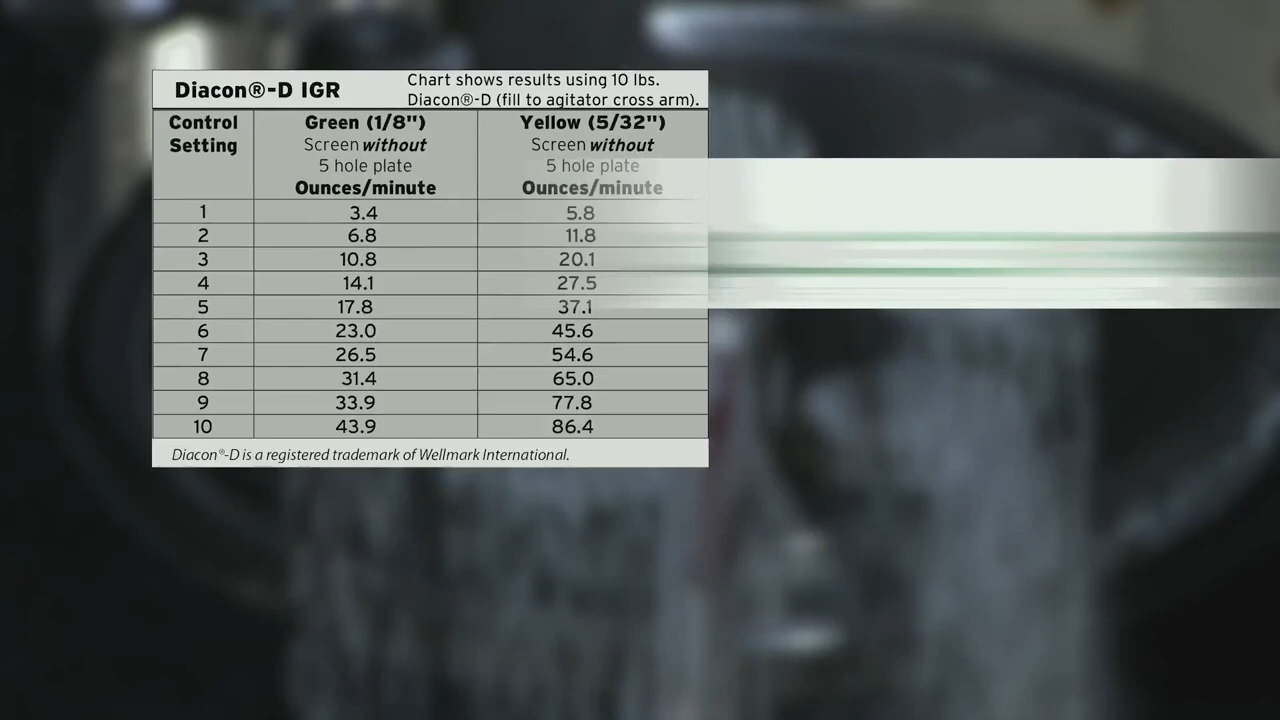 Diacon®-D IGR
Chart shows results using 10 lbs.
Diacon®-D (fill to agitator cross arm).
Control Setting
Green (1/8")
Screen without
5 hole plate
Ounces/minute
Yellow (5/32")
Screen without
5 hole plate
Ounces/minute
1 3.4 5.8
2 6.8 11.8
3 10.8 20.1
4 14.1 27.5
5 17.8 37.1
6 23.0 45.6
7 26.5 54.6
8 31.4 65.0
9 33.9 77.8
10 43.9 86.4
Diacon®-D is a registered trademark of Wellmark International.